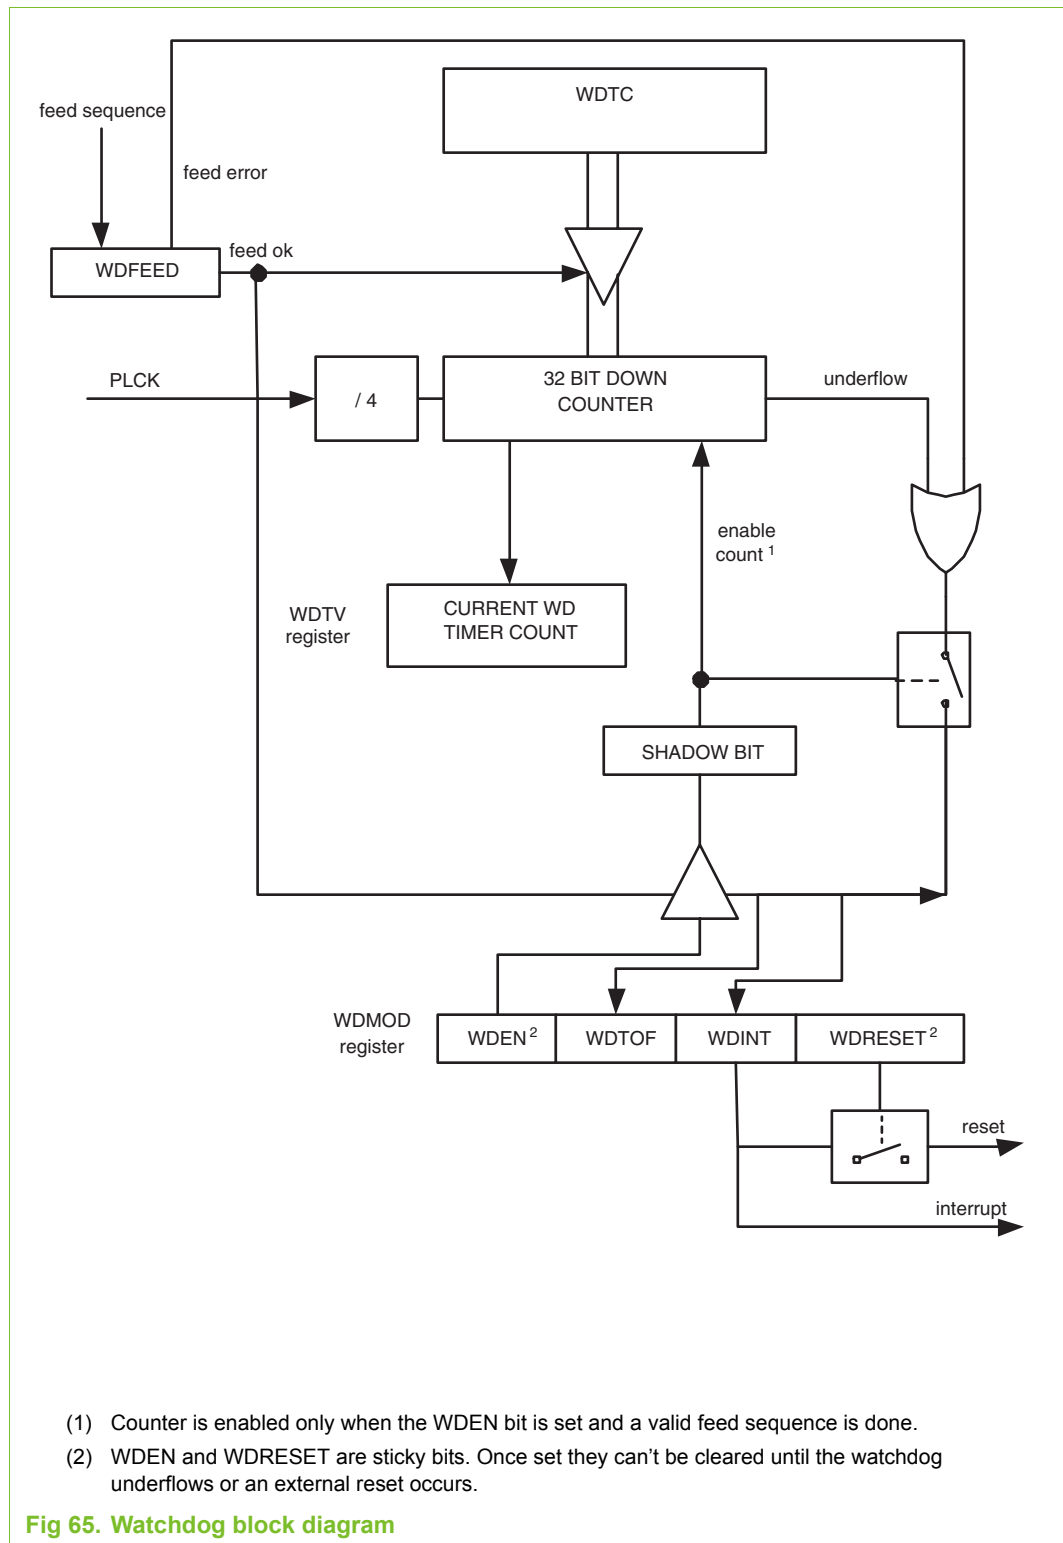 WDTC
feed sequence
feed error
feed ok
WDFEED
PLCK
/ 4
32 BIT DOWN
COUNTER
underflow
enable
count 1
WDTV
register
CURRENT WD
TIMER COUNT
SHADOW BIT
WDMOD
register
WDEN 2
WDTOF
WDINT
WDRESET 2
reset
interrupt
(1) Counter is enabled only when the WDEN bit is set and a valid feed sequence is done.
(2) WDEN and WDRESET are sticky bits. Once set they can’t be cleared until the watchdog
underflows or an external reset occurs.
Fig 65. Watchdog block diagram